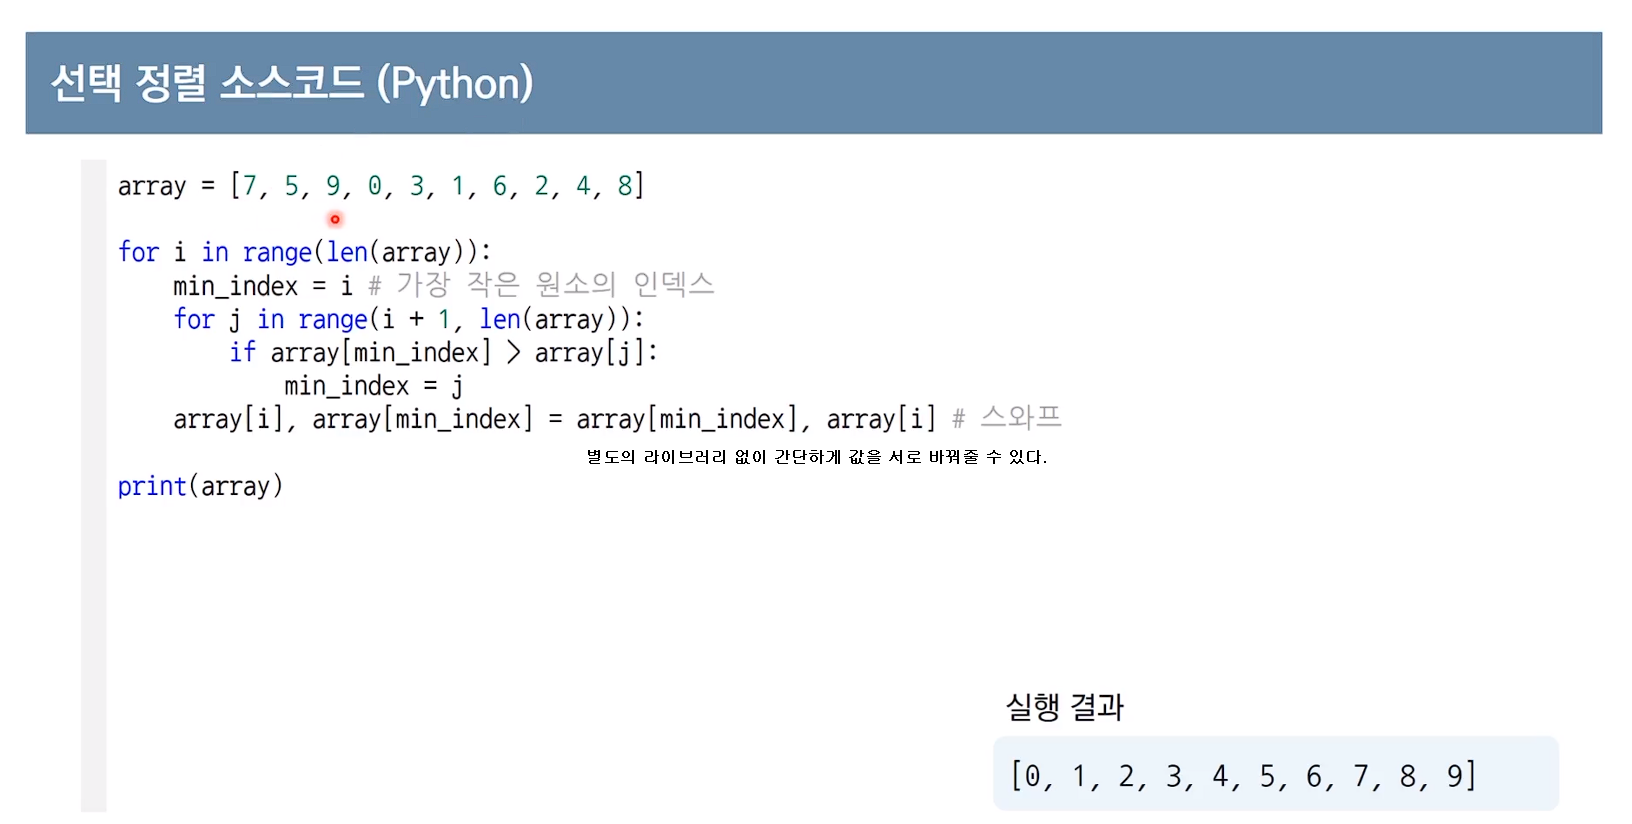 선택 정렬 소스코드 (Python)
array = [7, 5, 9, 0, 3, 1, 6, 2, 4, 8]
for i in range(len(array)):
    min_index = i # 가장 작은 원소의 인덱스
    for j in range(i + 1, len(array)):
        if array[min_index] > array[j]:
            min_index = j
    array[i], array[min_index] = array[min_index], array[i] # 스와프
별도의 라이브러리 없이 간단하게 값을 서로 바꿔줄 수 있다.
print(array)
실행 결과
[0, 1, 2, 3, 4, 5, 6, 7, 8, 9]